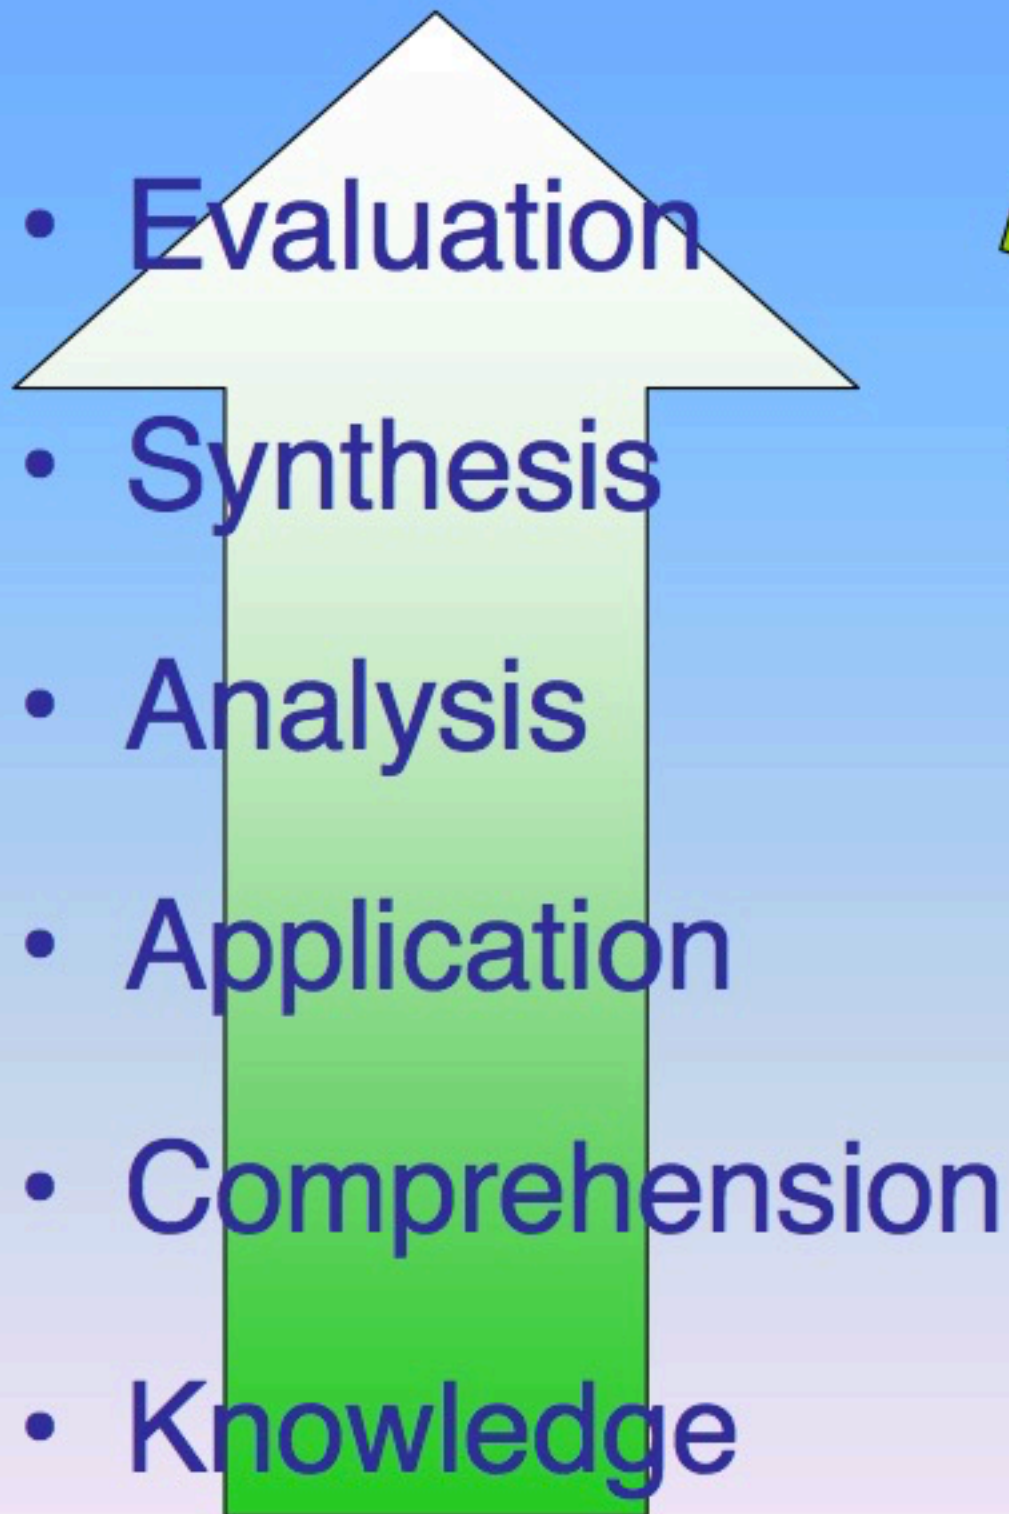 • Evaluation
• Synthesis
• Analysis
• Application
• Comprehension
• Knowledge